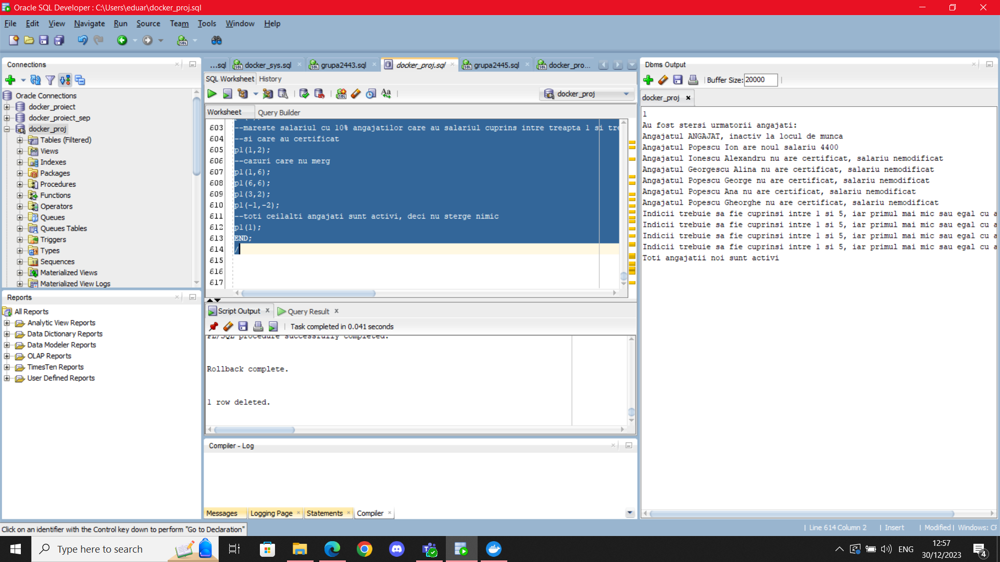 Oracle SQL Developer : C:\Users\eduar\docker_proj.sql
File Edit View Navigate Run Source Team Tools Window Help
Connections
Oracle Connections
docker_proiect
docker_proiect_sep
docker_proj
Tables (Filtered)
Views
Indexes
Packages
Procedures
Functions
Operators
Queues
Queues Tables
Triggers
Types
Sequences
Materialized Views
Materialized View Logs
Reports
All Reports
Analytic View Reports
Data Dictionary Reports
Data Modeler Reports
OLAP Reports
TimesTen Reports
User Defined Reports
...sql docker_sys.sql grupa2443.sql docker_proj.sql grupa2445.sql docker_pro...
SQL Worksheet History
docker_proj
Worksheet Query Builder
603 --mareste salariul cu 10% angajatilor care au salariul cuprins intre treapta 1 si tre
604 --si care au certificat
605 p1(1,2);
606 --cazuri care nu merg
607 p1(1,6);
608 p1(6,6);
609 p1(3,2);
610 p1(-1,-2);
611 --toti ceilalti angajati sunt activi, deci nu sterge nimic
612 p1(1);
613 END;
614 /
615
616
617
Script Output Query Result
Task completed in 0.041 seconds
PL/SQL procedure successfully completed.
Rollback complete.
1 row deleted.
Compiler - Log
Messages Logging Page Statements Compiler
Dbms Output
Buffer Size: 20000
docker_proj
1
Au fost stersi urmatorii angajati:
Angajatul ANGAJAT, inactiv la locul de munca
Angajatul Popescu Ion are noul salariu 4400
Angajatul Ionescu Alexandru nu are certificat, salariu nemodificat
Angajatul Georgescu Alina nu are certificat, salariu nemodificat
Angajatul Popescu George nu are certificat, salariu nemodificat
Angajatul Popescu Ana nu are certificat, salariu nemodificat
Angajatul Popescu Gheorghe nu are certificat, salariu nemodificat
Indicii trebuie sa fie cuprinsi intre 1 si 5, iar primul mai mic sau egal cu a
Indicii trebuie sa fie cuprinsi intre 1 si 5, iar primul mai mic sau egal cu a
Indicii trebuie sa fie cuprinsi intre 1 si 5, iar primul mai mic sau egal cu a
Indicii trebuie sa fie cuprinsi intre 1 si 5, iar primul mai mic sau egal cu a
Toti angajatii noi sunt activi
Click on an identifier with the Control key down to perform "Go to Declaration"
Line 614 Column 2 Insert Modified Windows: CF
Type here to search
ENG
12:57
30/12/2023
4